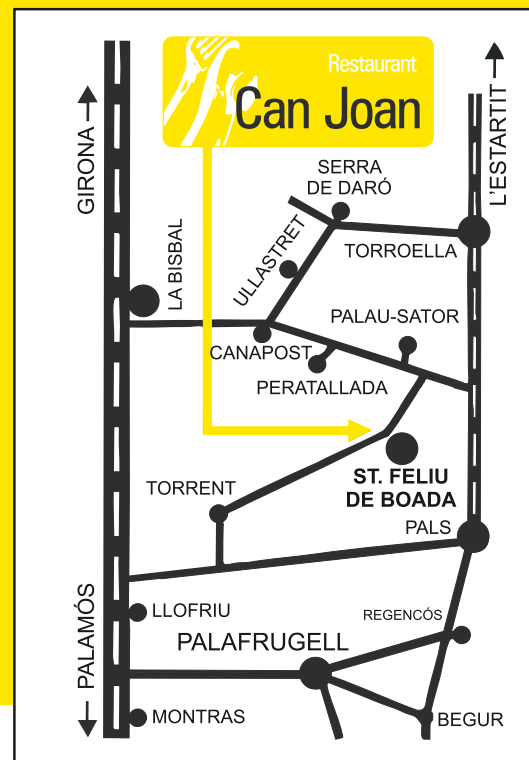 Restaurant
Can Joan
GIRONA
L'ESTARTIT
SERRA
DE DARÓ
TORROELLA
ULLASTRET
LA BISBAL
PALAU-SATOR
CANAPOST
PERATALLADA
ST. FELIU
DE BOADA
TORRENT
PALS
LLOFRIU
REGENCÓS
PALAFRUGELL
PALAMÓS
MONTRAS
BEGUR